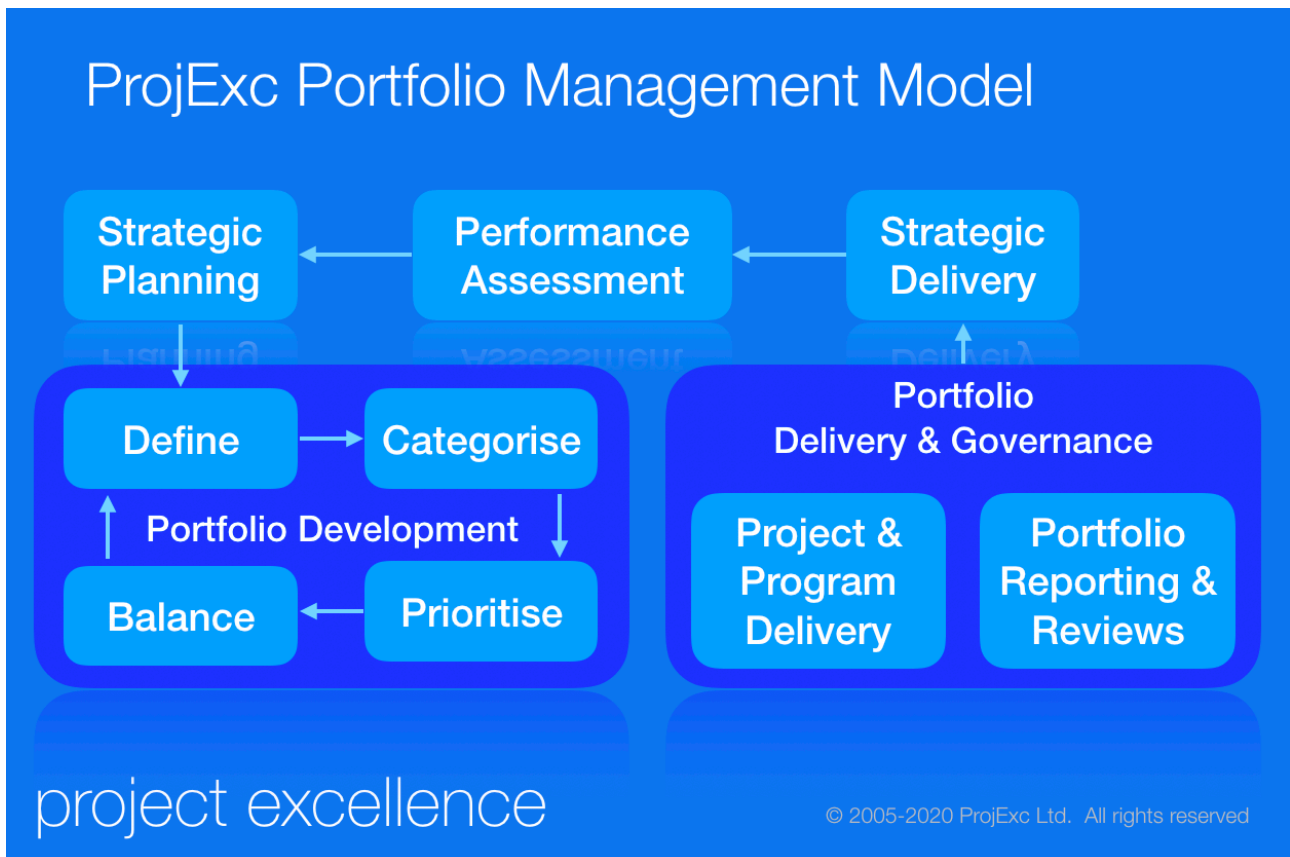 ProjExc Portfolio Management Model
Strategic
Planning
Performance
Assessment
Strategic
Delivery
Define
Categorise
Portfolio Development
Balance
Prioritise
Portfolio
Delivery & Governance
Project &
Program
Delivery
Portfolio
Reporting &
Reviews
project excellence
© 2005-2020 ProjExc Ltd. All rights reserved